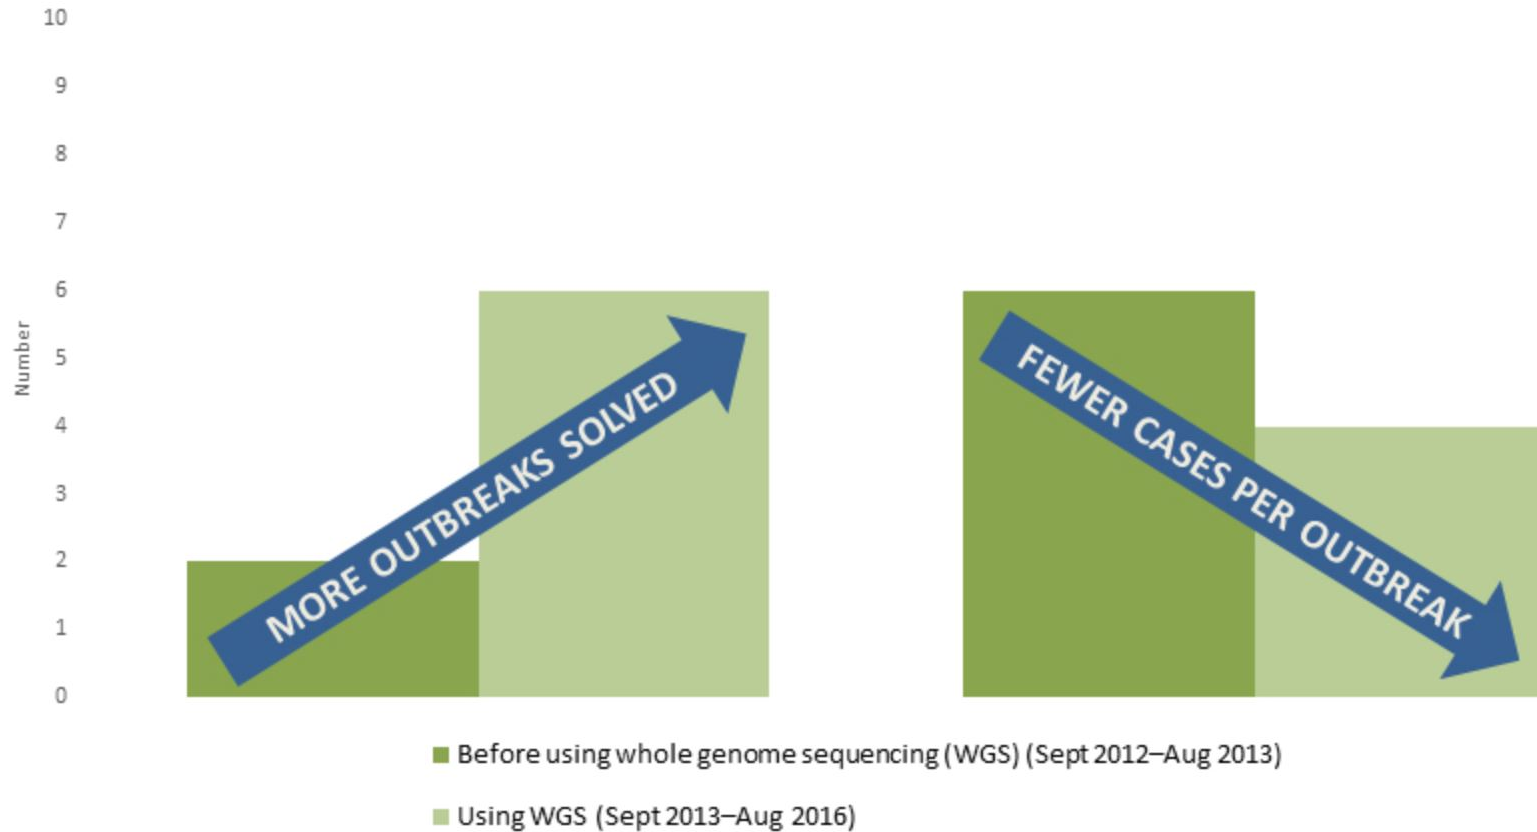 10
9
8
7
6
5
4
3
2
1
0
Number
MORE OUTBREAKS SOLVED
FEWER CASES PER OUTBREAK
Before using whole genome sequencing (WGS) (Sept 2012–Aug 2013)
Using WGS (Sept 2013–Aug 2016)